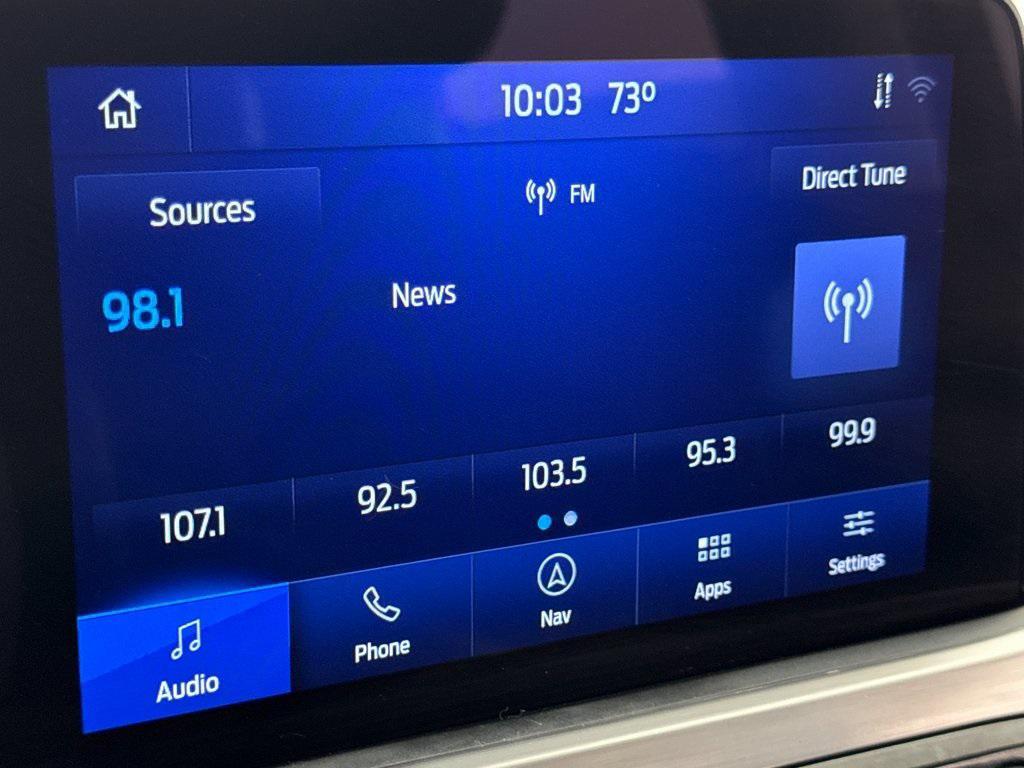 10:03 73°
Sources
FM
Direct Tune
98.1
News
107.1
92.5
103.5
95.3
99.9
Audio
Phone
Nav
Apps
Settings